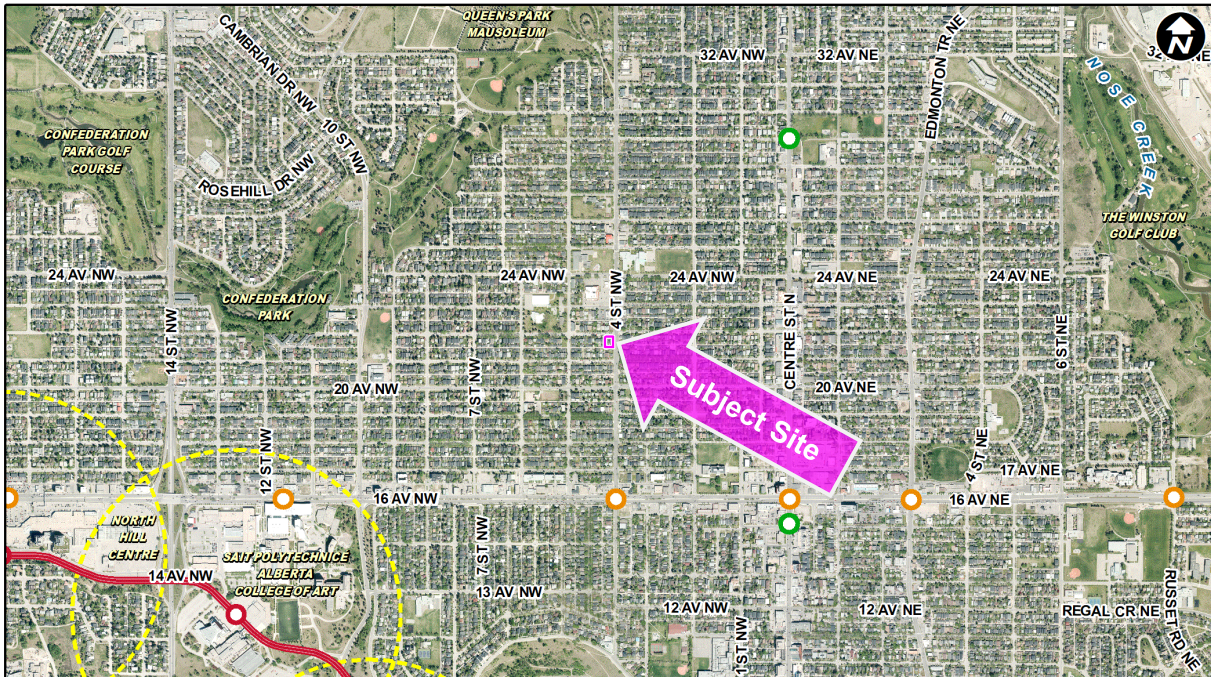 QUEEN'S PARK
MAUSOLEUM
CAMBRIAN DR NW
10 ST NW
32 AV NW
32 AV NE
EDMONTON TR NE
N
32 AV NE
NOSE CREEK
CONFEDERATION
PARK GOLF
COURSE
ROSEHILL DR NW
THE WINSTON
GOLF CLUB
24 AV NW
24 AV NW
24 AV NW
24 AV NE
24 AV NE
CONFEDERATION
PARK
4 ST NW
14 ST NW
CENTRE ST N
6 ST NE
20 AV NW
7 ST NW
20 AV NE
Subject Site
12 ST NW
4 ST NE
17 AV NE
16 AV NW
16 AV NE
NORTH
HILL
CENTRE
7 ST NW
SAIT POLYTECHNICE
ALBERTA
COLLEGE OF ART
14 AV NW
13 AV NW
12 AV NW
12 AV NE
REGAL CR NE
RUSSET RD NE
1 ST NW